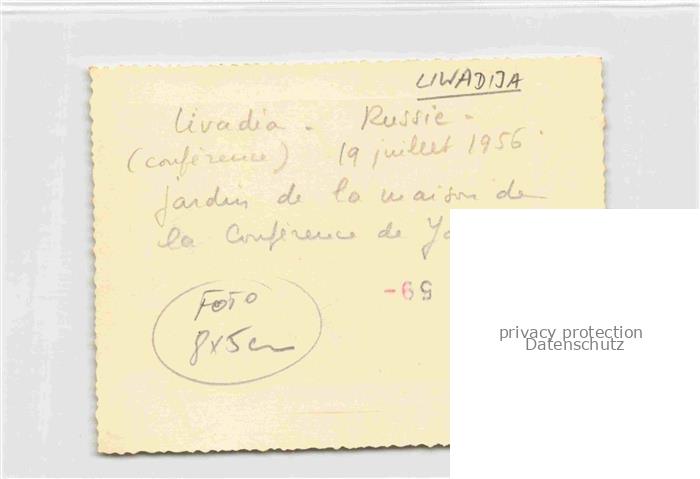 LIWADIJA
Livadia - Russie -
(conférence) 19 juillet 1956
jardin de la maison de
la Conférence de Ya
FOTO
8x5cm
privacy protection
Datenschutz